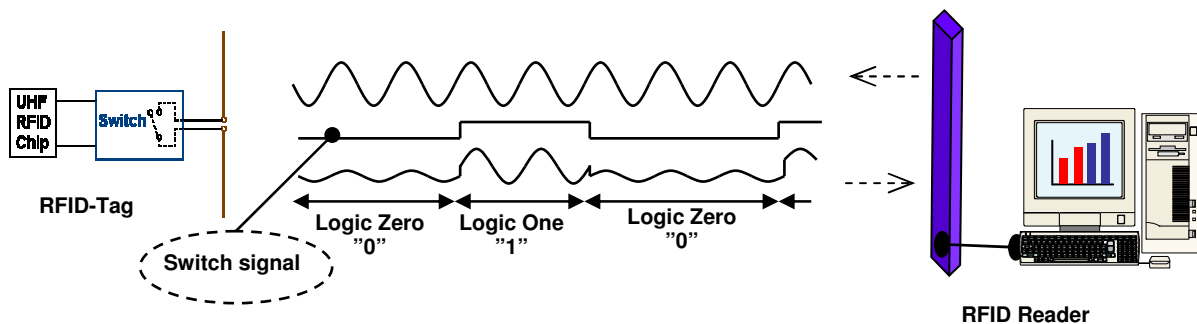 UHF
RFID
Chip
Switch
RFID-Tag
Logic Zero
"0"
Logic One
"1"
Logic Zero
"0"
Switch signal
RFID Reader